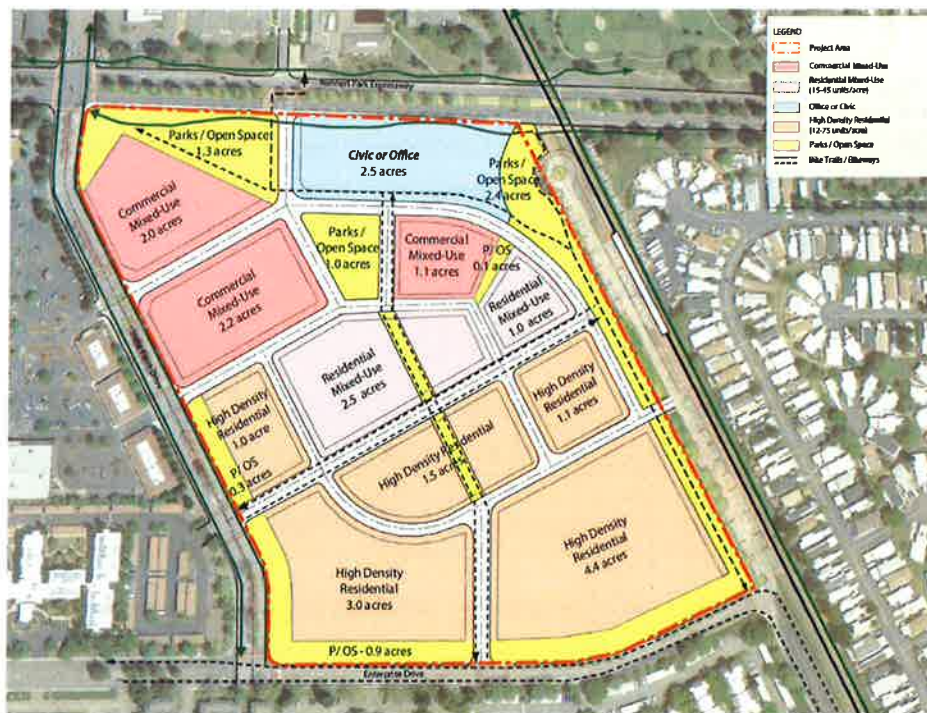 LEGEND
Project Area
Commercial Mixed-Use
Residential Mixed-Use
(15-45 units/acre)
Office or Civic
High Density Residential
(12-75 units/acre)
Parks / Open Space
Bike Trails / Bikeways
Rohnert Park Expressway
Parks / Open Space
1.3 acres
Civic or Office
2.5 acres
Parks /
Open Space
2.4 acres
Commercial
Mixed-Use
2.0 acres
Parks /
Open Space
1.0 acres
Commercial
Mixed-Use
1.1 acres
P/ OS
0.1 acres
Commercial
Mixed-Use
2.2 acres
Residential
Mixed-Use
1.0 acres
Residential
Mixed-Use
2.5 acres
High Density
Residential
1.0 acre
P/ OS
0.3 acres
High Density Residential
1.5 acres
High Density
Residential
1.1 acres
High Density
Residential
3.0 acres
High Density
Residential
4.4 acres
P/ OS - 0.9 acres
Enterprise Drive